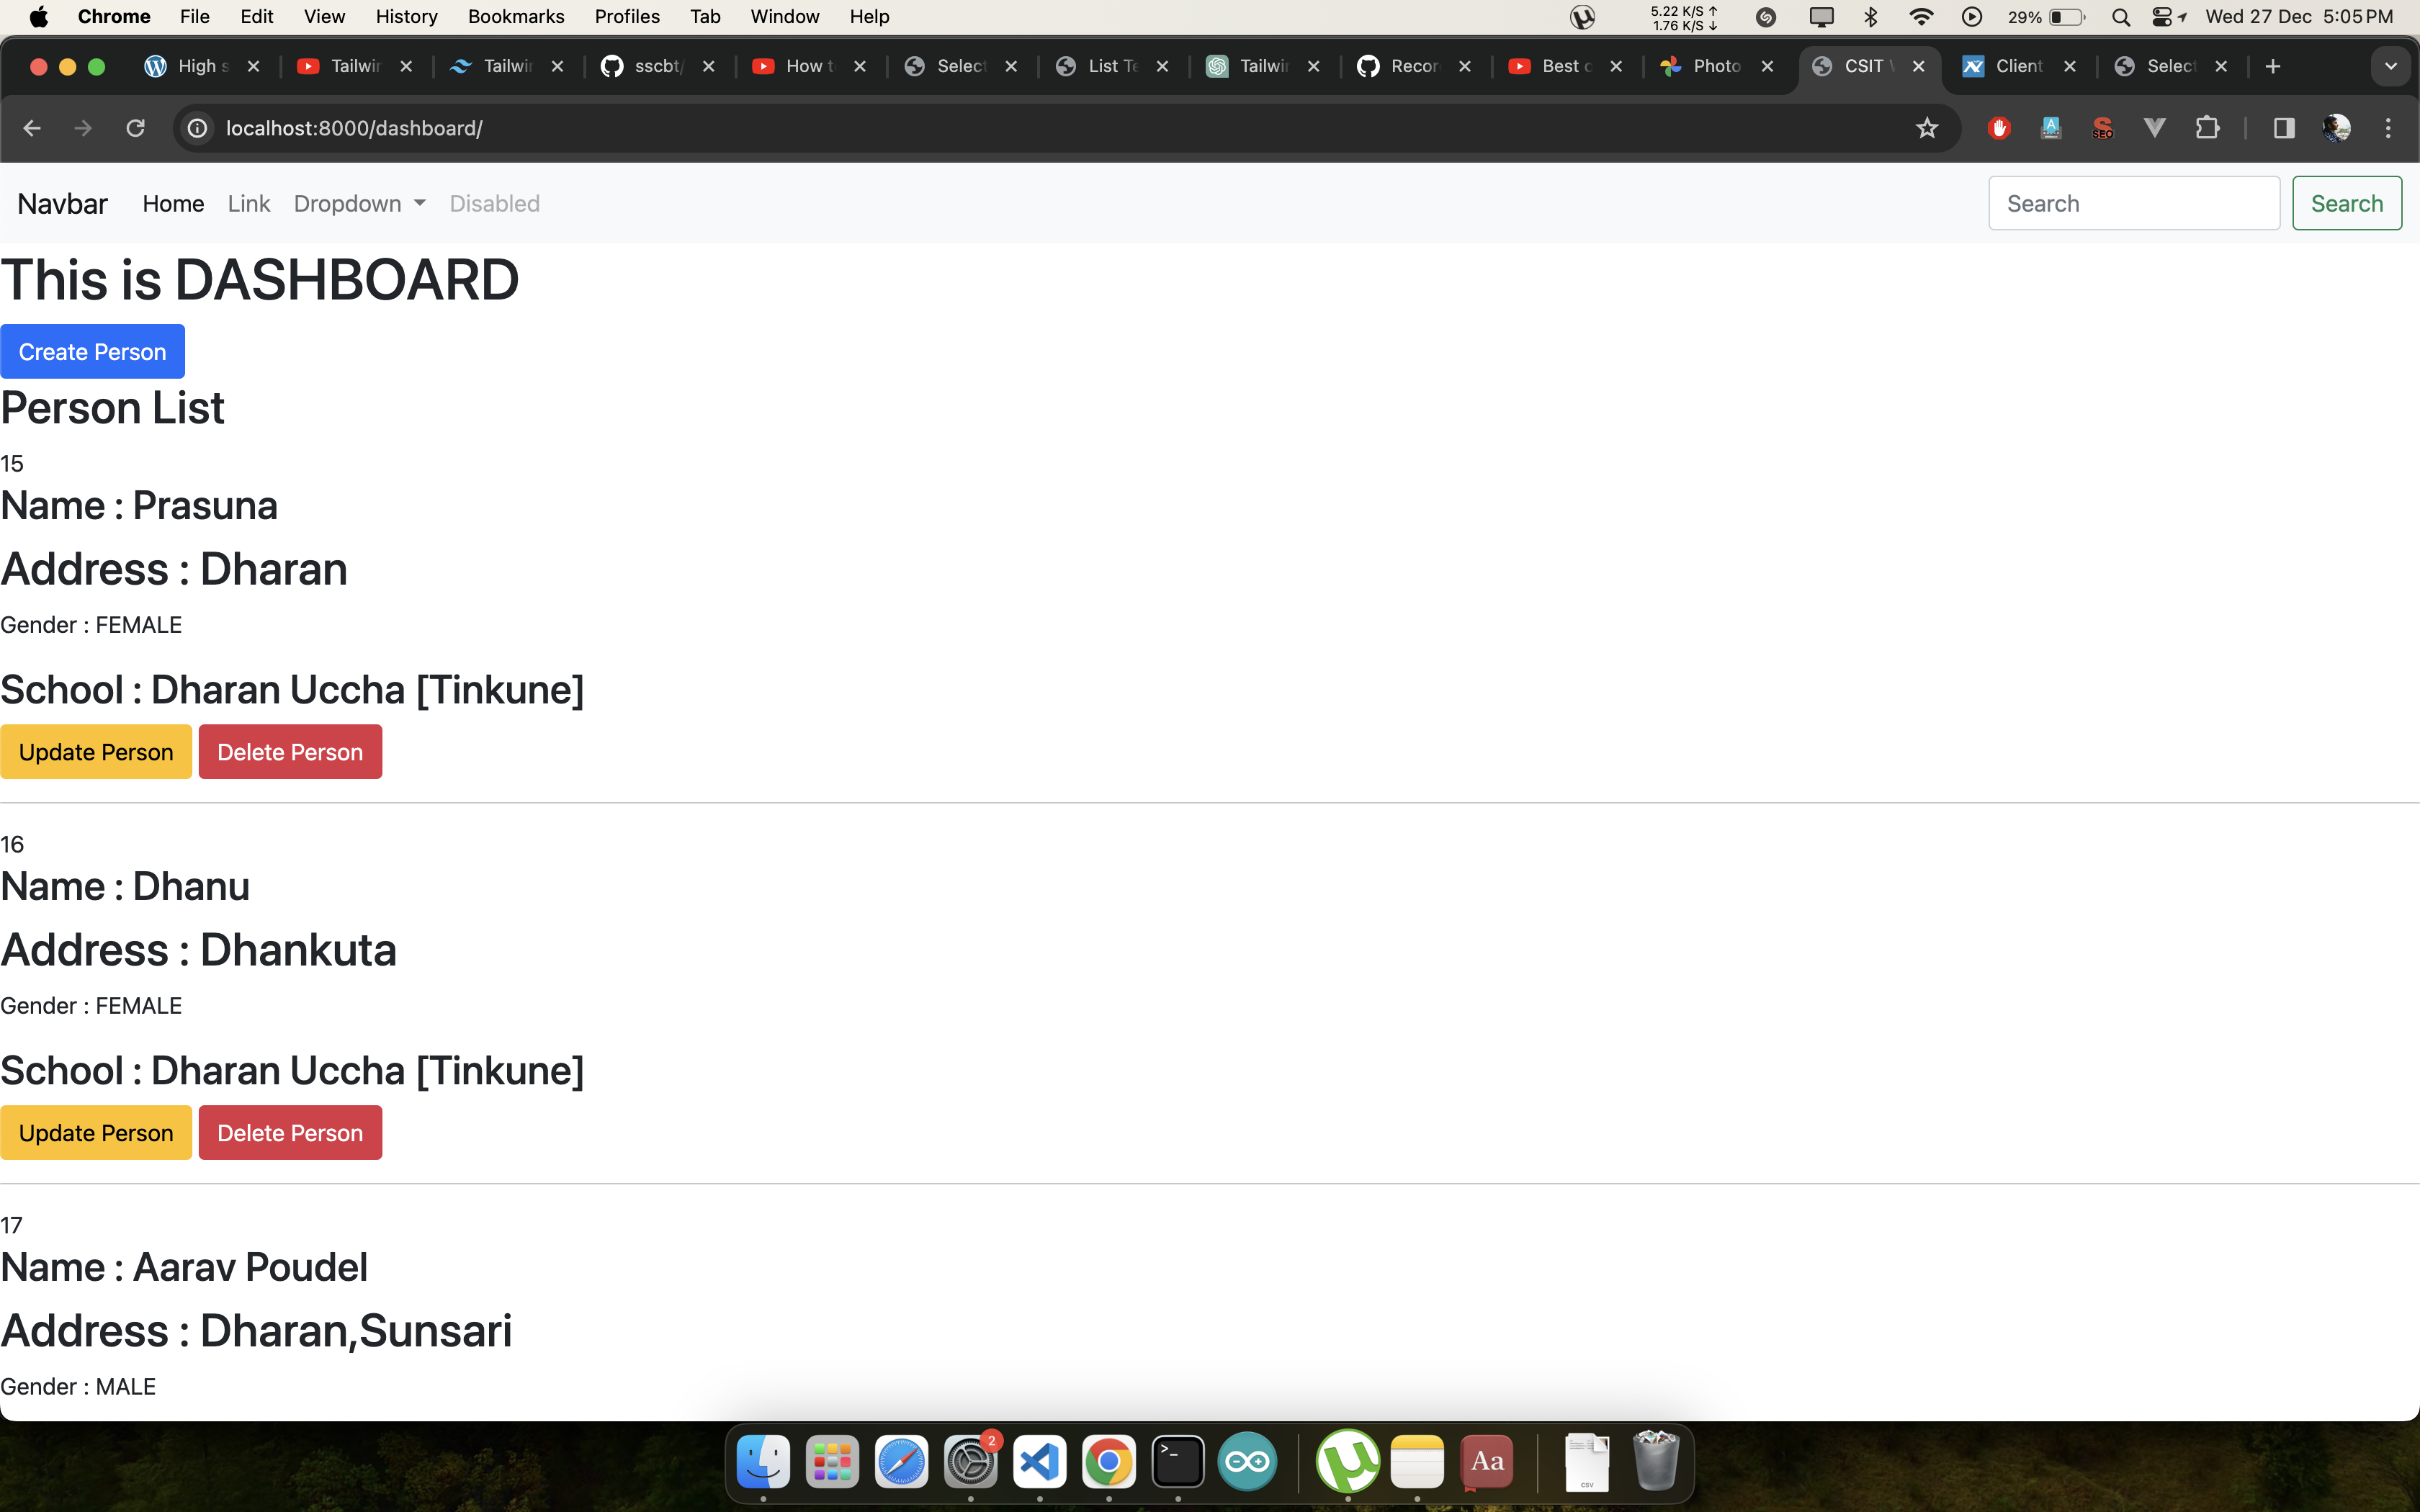 Chrome File Edit View History Bookmarks Profiles Tab Window Help 5.22 K/S ↑ 29% Wed 27 Dec 5:05 PM
1.76 K/S ↓
High s Tailwin Tailwin sscbt/ How t Select List Te Tailwin Recor Best o Photo CSIT Client Select
localhost:8000/dashboard/ A SEO
Navbar Home Link Dropdown Disabled Search Search
This is DASHBOARD
Create Person
Person List
15
Name : Prasuna
Address : Dharan
Gender : FEMALE
School : Dharan Uccha [Tinkune]
Update Person Delete Person
16
Name : Dhanu
Address : Dhankuta
Gender : FEMALE
School : Dharan Uccha [Tinkune]
Update Person Delete Person
17
Name : Aarav Poudel
Address : Dharan,Sunsari
Gender : MALE
2
Aa
CSV